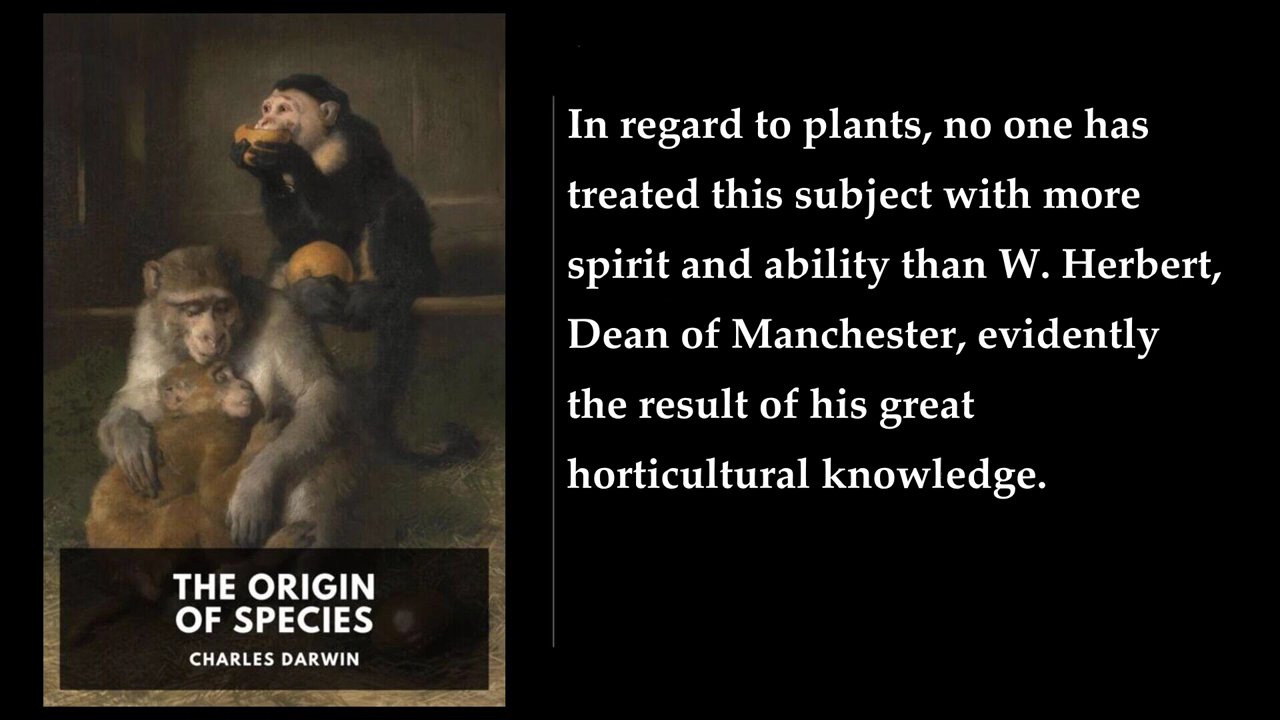 In regard to plants, no one has
treated this subject with more
spirit and ability than W. Herbert,
Dean of Manchester, evidently
the result of his great
horticultural knowledge.
THE ORIGIN
OF SPECIES
CHARLES DARWIN